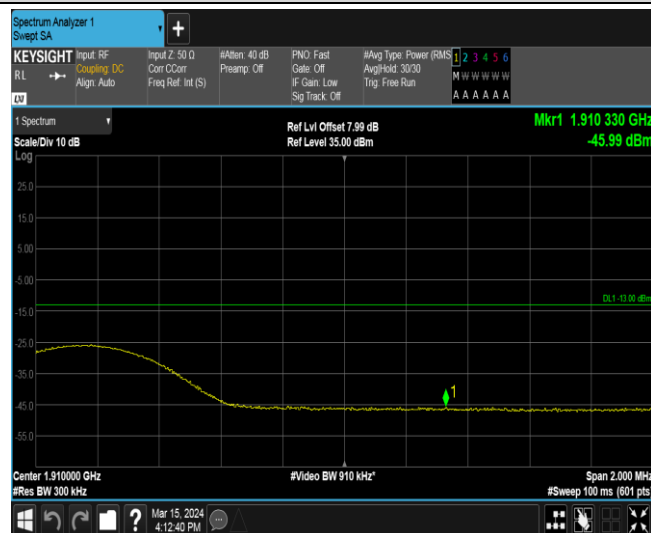 Spectrum Analyzer 1
Swept SA
+
KEYSIGHT Input: RF Input Z: 50 Ω #Atten: 40 dB PNO: Fast #Avg Type: Power (RMS 1 2 3 4 5 6
RL Coupling: DC Corr CCorr Preamp: Off Gate: Off Avg|Hold: 30/30 M W W W W W
Align: Auto Freq Ref: Int (S) IF Gain: Low Trig: Free Run
Sig Track: Off A A A A A A
LXI
1 Spectrum Ref Lvl Offset 7.99 dB Mkr1 1.910 330 GHz
Scale/Div 10 dB Ref Level 35.00 dBm -45.99 dBm
Log
25.0
15.0
5.00
-5.00
DL1 -13.00 dBm
-15.0
-25.0
-35.0
1
-45.0
-55.0
Center 1.910000 GHz #Video BW 910 kHz* Span 2.000 MHz
#Res BW 300 kHz #Sweep 100 ms (601 pts
? Mar 15, 2024
4:12:40 PM